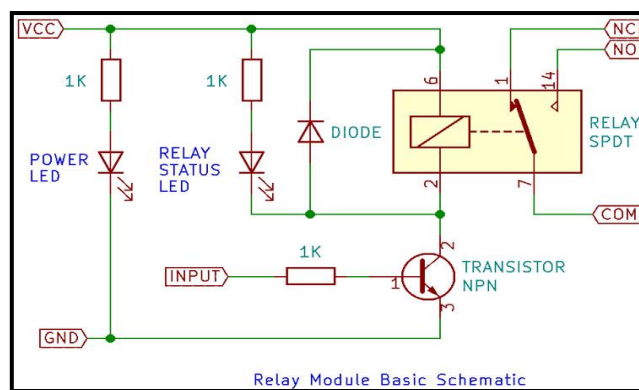 VCC
NC
NO
1K
1K
6
1
14
DIODE
RELAY
SPDT
POWER
LED
RELAY
STATUS
LED
2
7
COM
1K
2
TRANSISTOR
NPN
INPUT
1
3
GND
Relay Module Basic Schematic